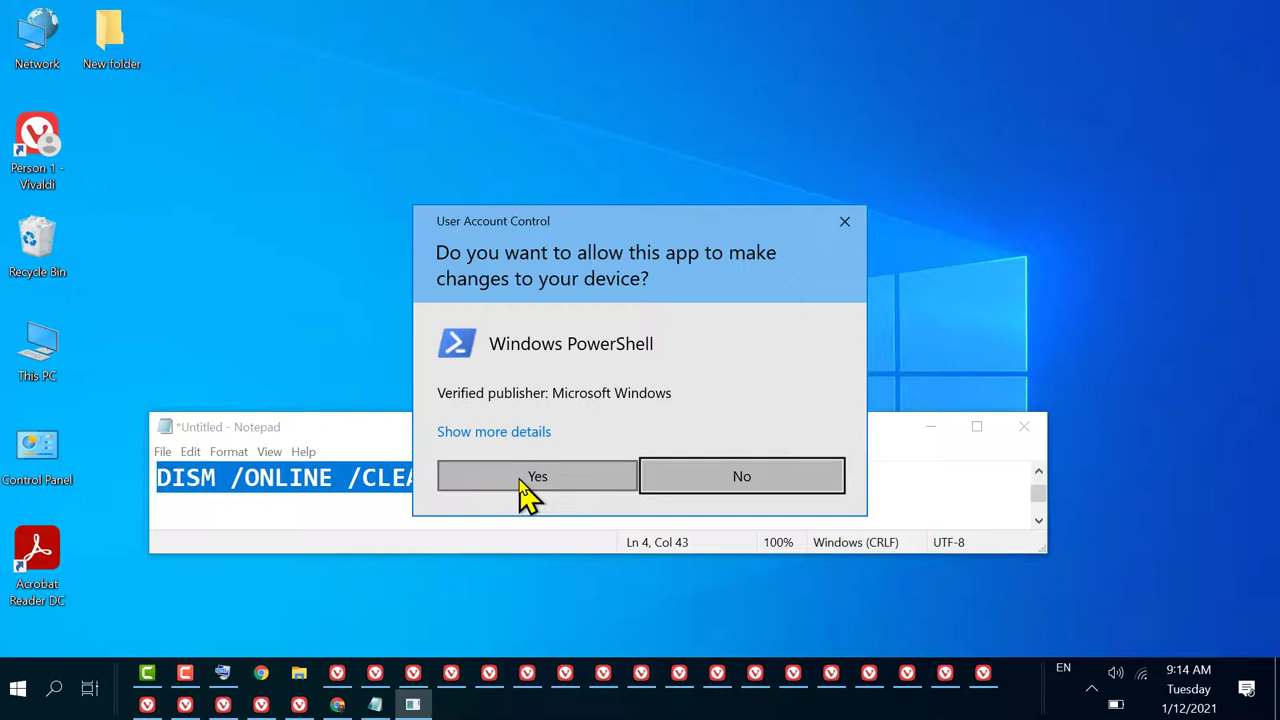 Network
New folder
Person 1 -
Vivaldi
Recycle Bin
This PC
Control Panel
Acrobat
Reader DC
User Account Control
Do you want to allow this app to make
changes to your device?
Windows PowerShell
Verified publisher: Microsoft Windows
Show more details
Yes
No
*Untitled - Notepad
File Edit Format View Help
DISM /ONLINE /CLEA
Ln 4, Col 43
100%
Windows (CRLF)
UTF-8
EN
9:14 AM
Tuesday
1/12/2021